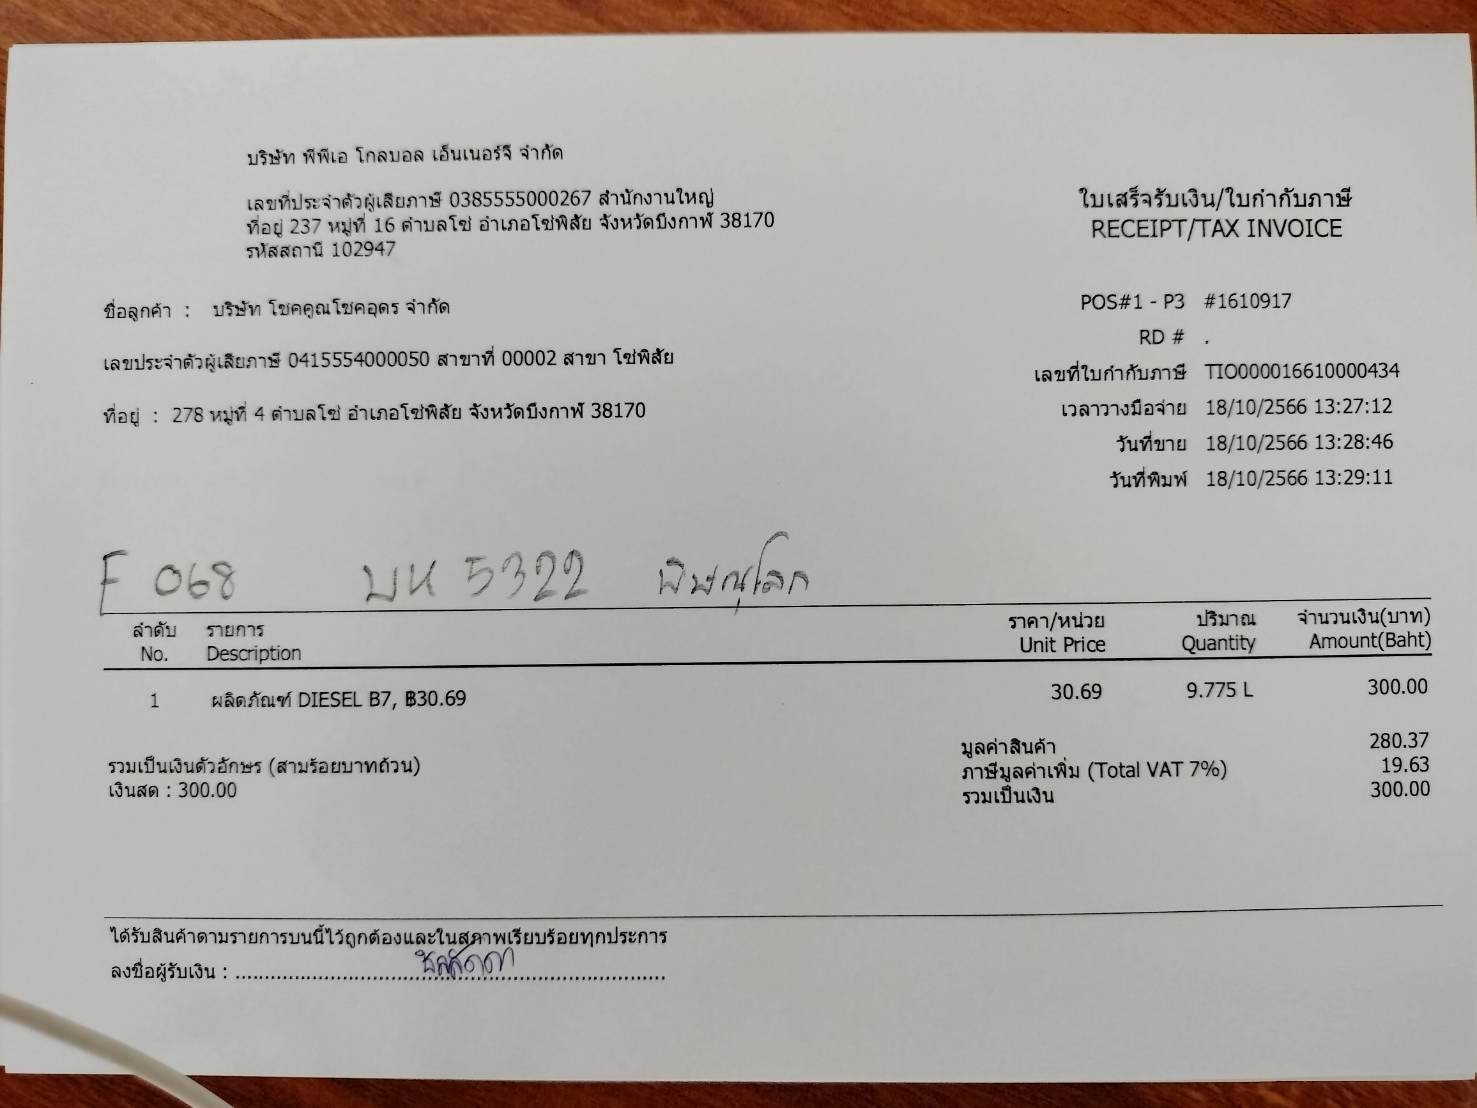 บริษัท พีพีเอ โกลบอล เอ็นเนอร์จี จำกัด
เลขที่ประจำตัวผู้เสียภาษี 0385555000267 สำนักงานใหญ่
ที่อยู่ 237 หมู่ที่ 16 ตำบลโซ่ อำเภอโซ่พิสัย จังหวัดบึงกาฬ 38170
รหัสสถานี 102947
ใบเสร็จรับเงิน/ใบกำกับภาษี
RECEIPT/TAX INVOICE
ชื่อลูกค้า : บริษัท โชคคูณโชคอุดร จำกัด
เลขประจำตัวผู้เสียภาษี 0415554000050 สาขาที่ 00002 สาขา โซ่พิสัย
ที่อยู่ : 278 หมู่ที่ 4 ตำบลโซ่ อำเภอโซ่พิสัย จังหวัดบึงกาฬ 38170
POS#1 - P3 #1610917
RD # .
เลขที่ใบกำกับภาษี TIO000016610000434
เวลาวางมือจ่าย 18/10/2566 13:27:12
วันที่ขาย 18/10/2566 13:28:46
วันที่พิมพ์ 18/10/2566 13:29:11
F 068 บห 5322 พิษณุโลก
ลำดับ รายการ ราคา/หน่วย ปริมาณ จำนวนเงิน(บาท)
No. Description Unit Price Quantity Amount(Baht)
1 ผลิตภัณฑ์ DIESEL B7, ฿30.69 30.69 9.775 L 300.00
มูลค่าสินค้า 280.37
รวมเป็นเงินตัวอักษร (สามร้อยบาทถ้วน) ภาษีมูลค่าเพิ่ม (Total VAT 7%) 19.63
เงินสด : 300.00 รวมเป็นเงิน 300.00
ได้รับสินค้าตามรายการบนนี้ไว้ถูกต้องและในสภาพเรียบร้อยทุกประการ
ลงชื่อผู้รับเงิน :